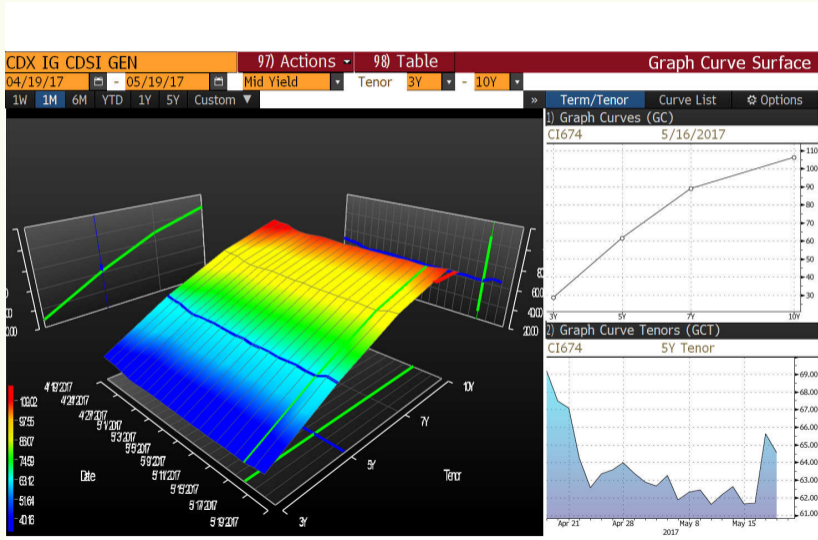 CDX IG CDSI GEN 97) Actions 98) Table Graph Curve Surface
04/19/17 - 05/19/17 Mid Yield Tenor 3Y - 10Y
1W 1M 6M YTD 1Y 5Y Custom ▼ » Term/Tenor Curve List Options
1) Graph Curves (GC)
CI674 5/16/2017
110
100
90
80
70
60
50
40
30
3Y 5Y 7Y 10Y
2) Graph Curve Tenors (GCT)
CI674 5Y Tenor
69.00
68.00
67.00
66.00
65.00
64.00
63.00
62.00
61.00
Apr 21 Apr 28 May 8 May 15
2017
4/19/2017
4/24/2017
4/27/2017
5/1/2017
5/3/2017
5/5/2017
5/9/2017
5/11/2017
5/15/2017
5/17/2017
5/19/2017
Date
3Y
5Y
7Y
10Y
Tenor
109.02
97.55
86.07
74.59
63.12
51.64
40.16